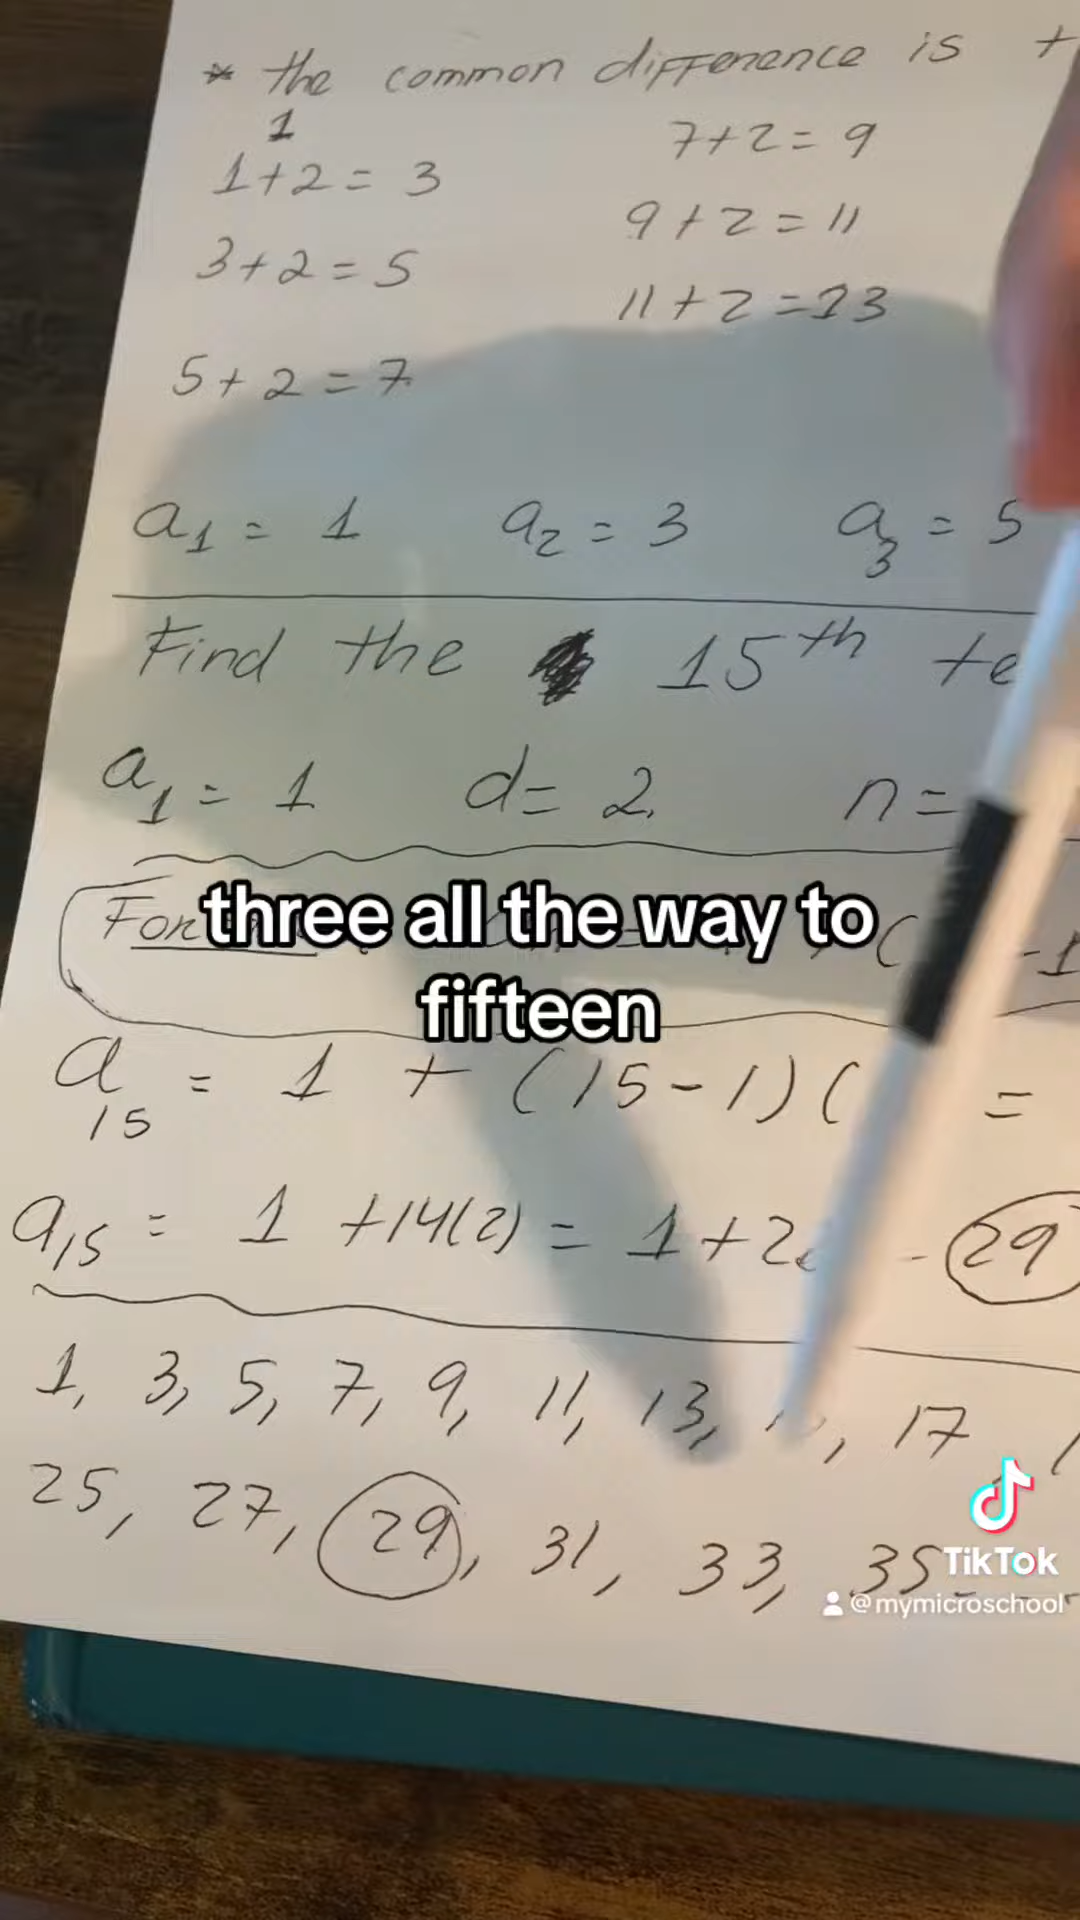 * the common difference is
1
1+2= 3
7+2= 9
3+2=5
9+2=11
11+2=13
5+2=7
a1= 1 a2=3 a3=5
Find the 15th
a1= 1 d= 2 n=
three all the way to
fifteen
a15 = 1 + (15-1)( =
a15 = 1 +14(2) = 1+2 29
1, 3, 5, 7, 9, 11, 13, , 17
25, 27, 29, 31, 33, 35
TikTok
@mymicroschool